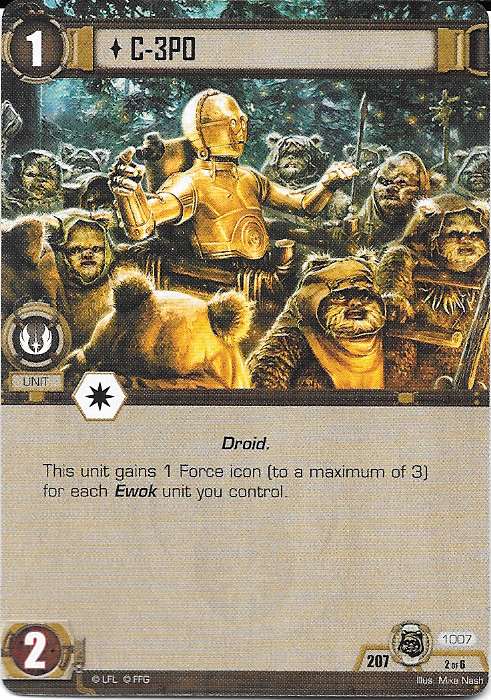 1
C-3PO
UNIT
Droid.
This unit gains 1 Force icon (to a maximum of 3)
for each Ewok unit you control.
2
207
1007
2 OF 6
© LFL © FFG
Illus. Mike Nash